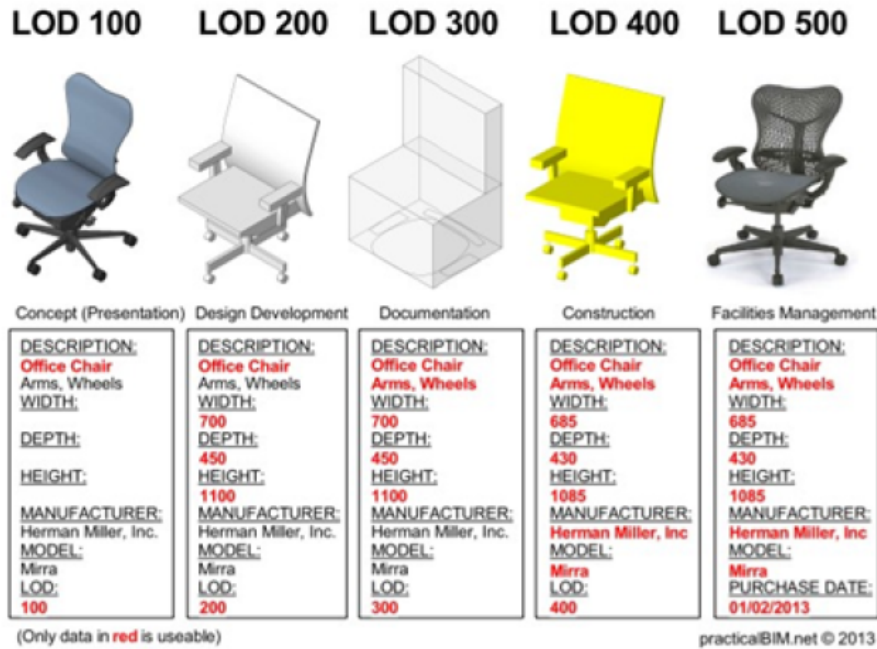 LOD 100
LOD 200
LOD 300
LOD 400
LOD 500
Concept (Presentation)
Design Development
Documentation
Construction
Facilities Management
DESCRIPTION:
Office Chair
Arms, Wheels
WIDTH:
DEPTH:
HEIGHT:
MANUFACTURER:
Herman Miller, Inc.
MODEL:
Mirra
LOD:
100
DESCRIPTION:
Office Chair
Arms, Wheels
WIDTH:
700
DEPTH:
450
HEIGHT:
1100
MANUFACTURER:
Herman Miller, Inc.
MODEL:
Mirra
LOD:
200
DESCRIPTION:
Office Chair
Arms, Wheels
WIDTH:
700
DEPTH:
450
HEIGHT:
1100
MANUFACTURER:
Herman Miller, Inc.
MODEL:
Mirra
LOD:
300
DESCRIPTION:
Office Chair
Arms, Wheels
WIDTH:
685
DEPTH:
430
HEIGHT:
1085
MANUFACTURER:
Herman Miller, Inc
MODEL:
Mirra
LOD:
400
DESCRIPTION:
Office Chair
Arms, Wheels
WIDTH:
685
DEPTH:
430
HEIGHT:
1085
MANUFACTURER:
Herman Miller, Inc
MODEL:
Mirra
PURCHASE DATE:
01/02/2013
(Only data in red is useable)
practicalBIM.net © 2013